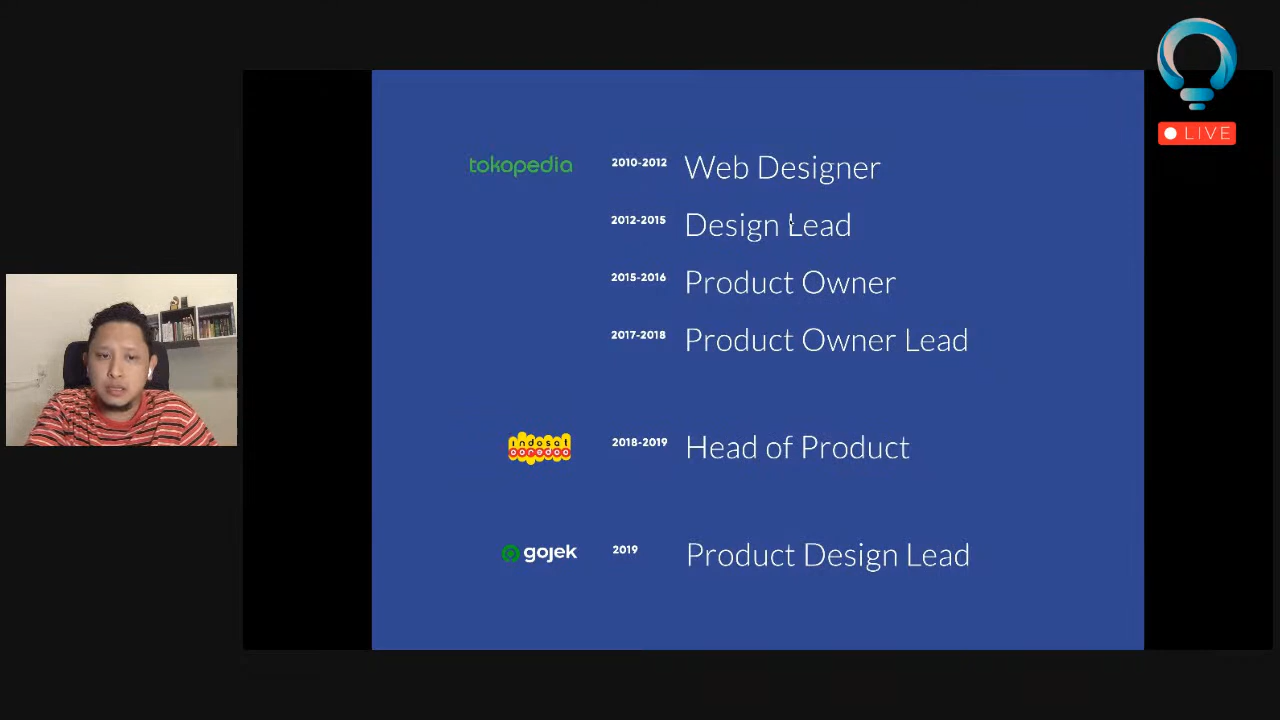 LIVE
tokopedia 2010-2012 Web Designer
2012-2015 Design Lead
2015-2016 Product Owner
2017-2018 Product Owner Lead
indosat
ooredoo
2018-2019 Head of Product
gojek 2019 Product Design Lead